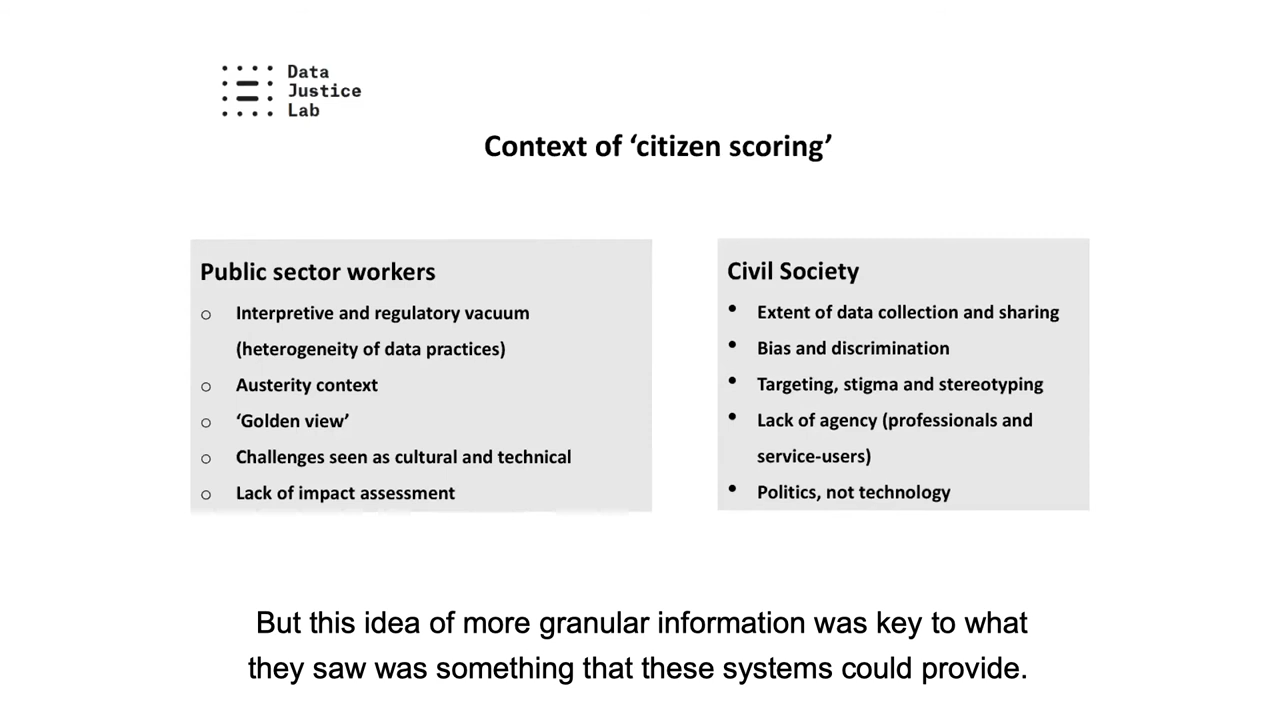 Data
Justice
Lab
Context of ‘citizen scoring’
Public sector workers
○ Interpretive and regulatory vacuum
(heterogeneity of data practices)
○ Austerity context
○ ‘Golden view’
○ Challenges seen as cultural and technical
○ Lack of impact assessment
Civil Society
• Extent of data collection and sharing
• Bias and discrimination
• Targeting, stigma and stereotyping
• Lack of agency (professionals and
service-users)
• Politics, not technology
But this idea of more granular information was key to what
they saw was something that these systems could provide.